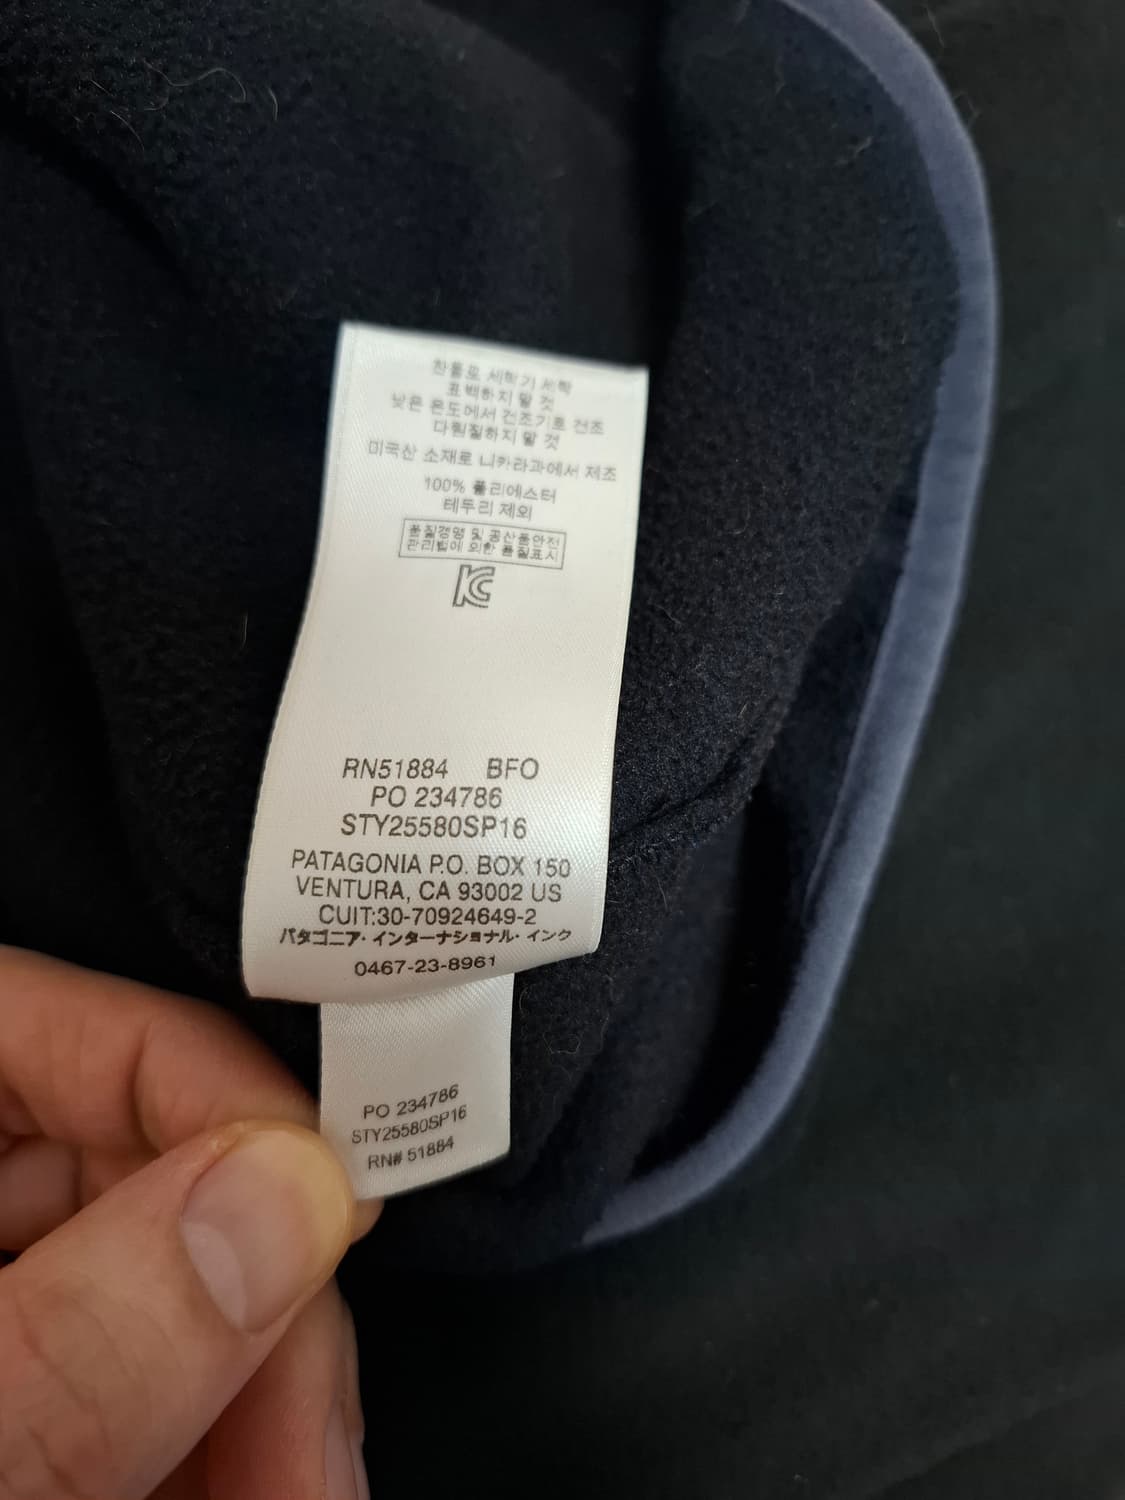 찬물로 세탁기 세탁
표백하지 말 것
낮은 온도에서 건조기로 건조
다림질하지 말 것
미국산 소재로 니카라과에서 제조
100% 폴리에스터
테두리 제외
품질경영 및 공산품안전
관리법에 의한 품질표시
KC
RN51884 BFO
PO 234786
STY25580SP16
PATAGONIA P.O. BOX 150
VENTURA, CA 93002 US
CUIT:30-70924649-2
パタゴニア・インターナショナル・インク
0467-23-8961
PO 234786
STY25580SP16
RN# 51884